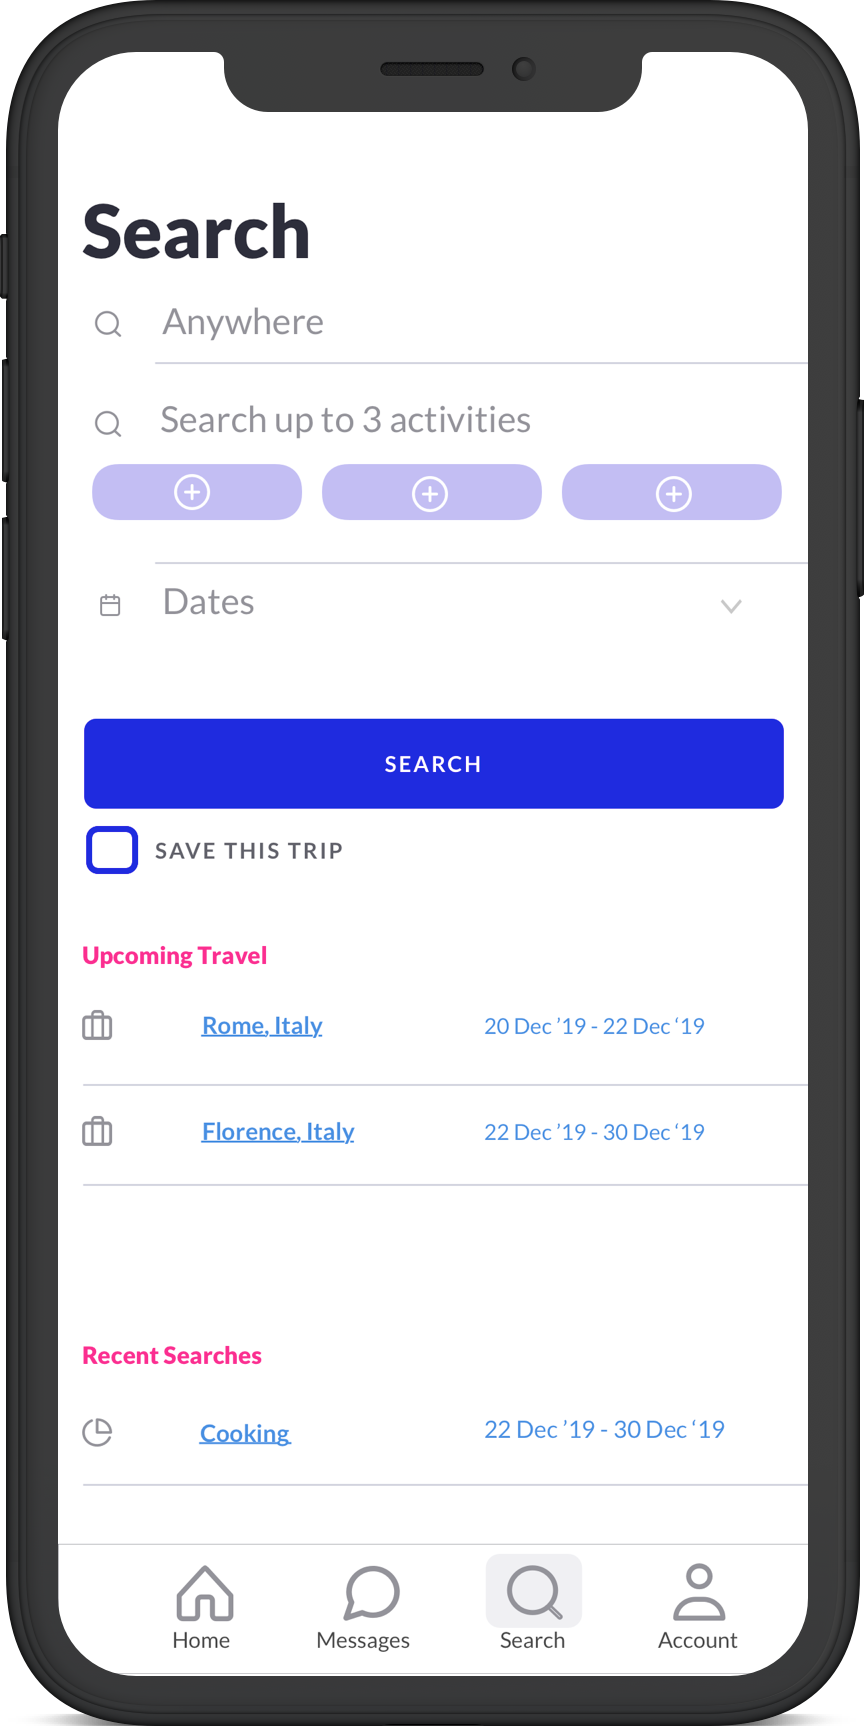 Search
Anywhere
Search up to 3 activities
Dates
SEARCH
SAVE THIS TRIP
Upcoming Travel
Rome, Italy 20 Dec ’19 - 22 Dec ‘19
Florence, Italy 22 Dec ’19 - 30 Dec ‘19
Recent Searches
Cooking 22 Dec ’19 - 30 Dec ‘19
Home Messages Search Account